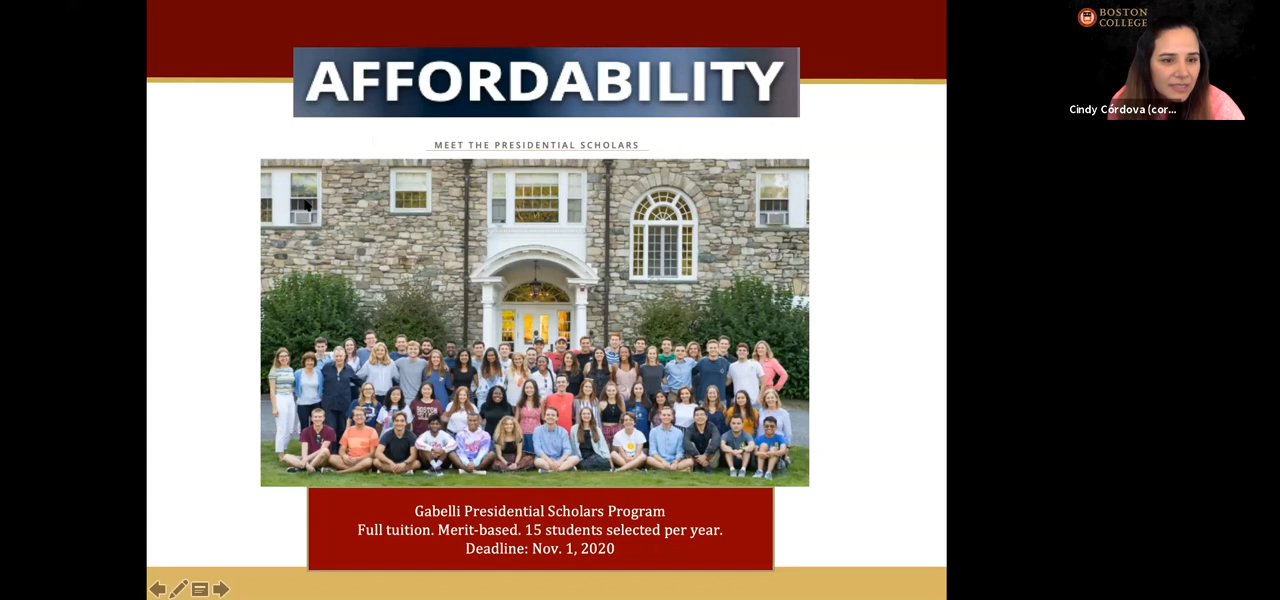 AFFORDABILITY
MEET THE PRESIDENTIAL SCHOLARS
Gabelli Presidential Scholars Program
Full tuition. Merit-based. 15 students selected per year.
Deadline: Nov. 1, 2020
BOSTON
COLLEGE
Cindy Córdova (cor...